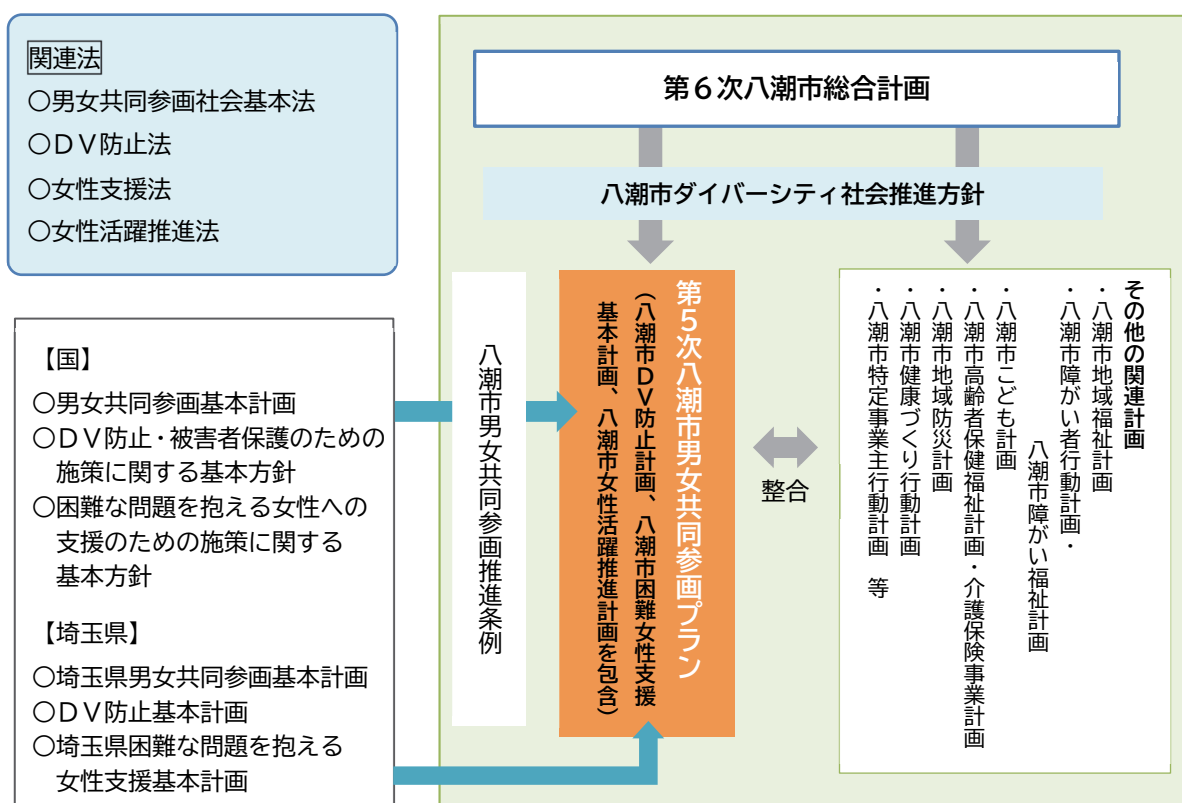 関連法
○男女共同参画社会基本法
○DV防止法
○女性支援法
○女性活躍推進法
【国】
○男女共同参画基本計画
○DV防止・被害者保護のための
施策に関する基本方針
○困難な問題を抱える女性への
支援のための施策に関する
基本方針
【埼玉県】
○埼玉県男女共同参画基本計画
○DV防止基本計画
○埼玉県困難な問題を抱える
女性支援基本計画
第6次八潮市総合計画
八潮市ダイバーシティ社会推進方針
八潮市男女共同参画推進条例
第5次八潮市男女共同参画プラン
(八潮市DV防止計画、八潮市困難女性支援
基本計画、八潮市女性活躍推進計画を包含)
整合
その他の関連計画
・八潮市地域福祉計画
・八潮市障がい者行動計画・
八潮市障がい福祉計画
・八潮市こども計画
・八潮市高齢者保健福祉計画・介護保険事業計画
・八潮市地域防災計画
・八潮市健康づくり行動計画
・八潮市特定事業主行動計画 等